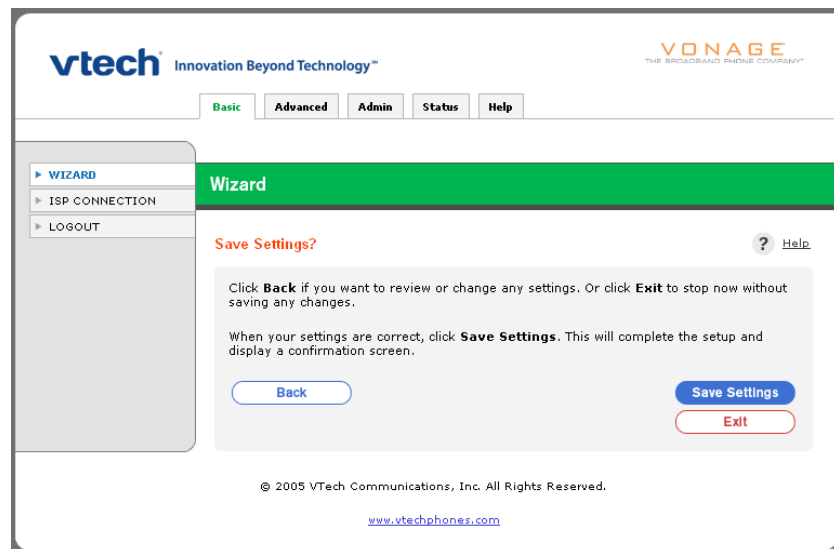 vtech Innovation Beyond Technology™
VONAGE
THE BROADBAND PHONE COMPANY®
Basic Advanced Admin Status Help
WIZARD
ISP CONNECTION
LOGOUT
Wizard
Save Settings?
? Help
Click Back if you want to review or change any settings. Or click Exit to stop now without
saving any changes.
When your settings are correct, click Save Settings. This will complete the setup and
display a confirmation screen.
Back
Save Settings
Exit
© 2005 VTech Communications, Inc. All Rights Reserved.
www.vtechphones.com